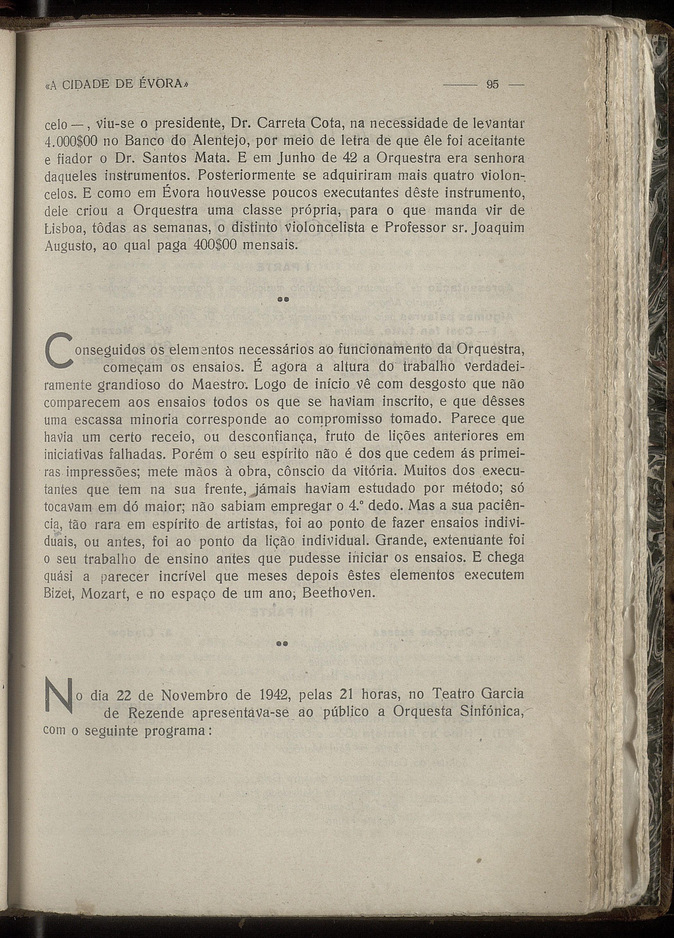 «A CIDADE DE ÉVORA» 95
celo — , viu-se o presidente, Dr. Carreta Cota, na necessidade de levantar
4.000$00 no Banco do Alentejo, por meio de letra de que êle foi aceitante
e fiador o Dr. Santos Mata. E em Junho de 42 a Orquestra era senhora
daqueles instrumentos. Posteriormente se adquiriram mais quatro violon-
celos. E como em Évora houvesse poucos executantes dêste instrumento,
dele criou a Orquestra uma classe própria, para o que manda vir de
Lisboa, tôdas as semanas, o distinto violoncelista e Professor sr. Joaquim
Augusto, ao qual paga 400$00 mensais.
Conseguidos os elementos necessários ao funcionamento da Orquestra,
começam os ensaios. É agora a altura do trabalho verdadei-
ramente grandioso do Maestro. Logo de início vê com desgosto que não
comparecem aos ensaios todos os que se haviam inscrito, e que dêsses
uma escassa minoria corresponde ao compromisso tomado. Parece que
havia um certo receio, ou desconfiança, fruto de lições anteriores em
iniciativas falhadas. Porém o seu espírito não é dos que cedem ás primei-
ras impressões; mete mãos à obra, cônscio da vitória. Muitos dos execu-
tantes que tem na sua frente, jámais haviam estudado por método; só
tocavam em dó maior; não sabiam empregar o 4.º dedo. Mas a sua paciên-
cia, tão rara em espírito de artistas, foi ao ponto de fazer ensaios indivi-
duais, ou antes, foi ao ponto da lição individual. Grande, extenuante foi
o seu trabalho de ensino antes que pudesse iniciar os ensaios. E chega
quási a parecer incrível que meses depois êstes elementos executem
Bizet, Mozart, e no espaço de um ano, Beethoven.
No dia 22 de Novembro de 1942, pelas 21 horas, no Teatro Garcia
de Rezende apresentava-se ao público a Orquesta Sinfónica,
com o seguinte programa :